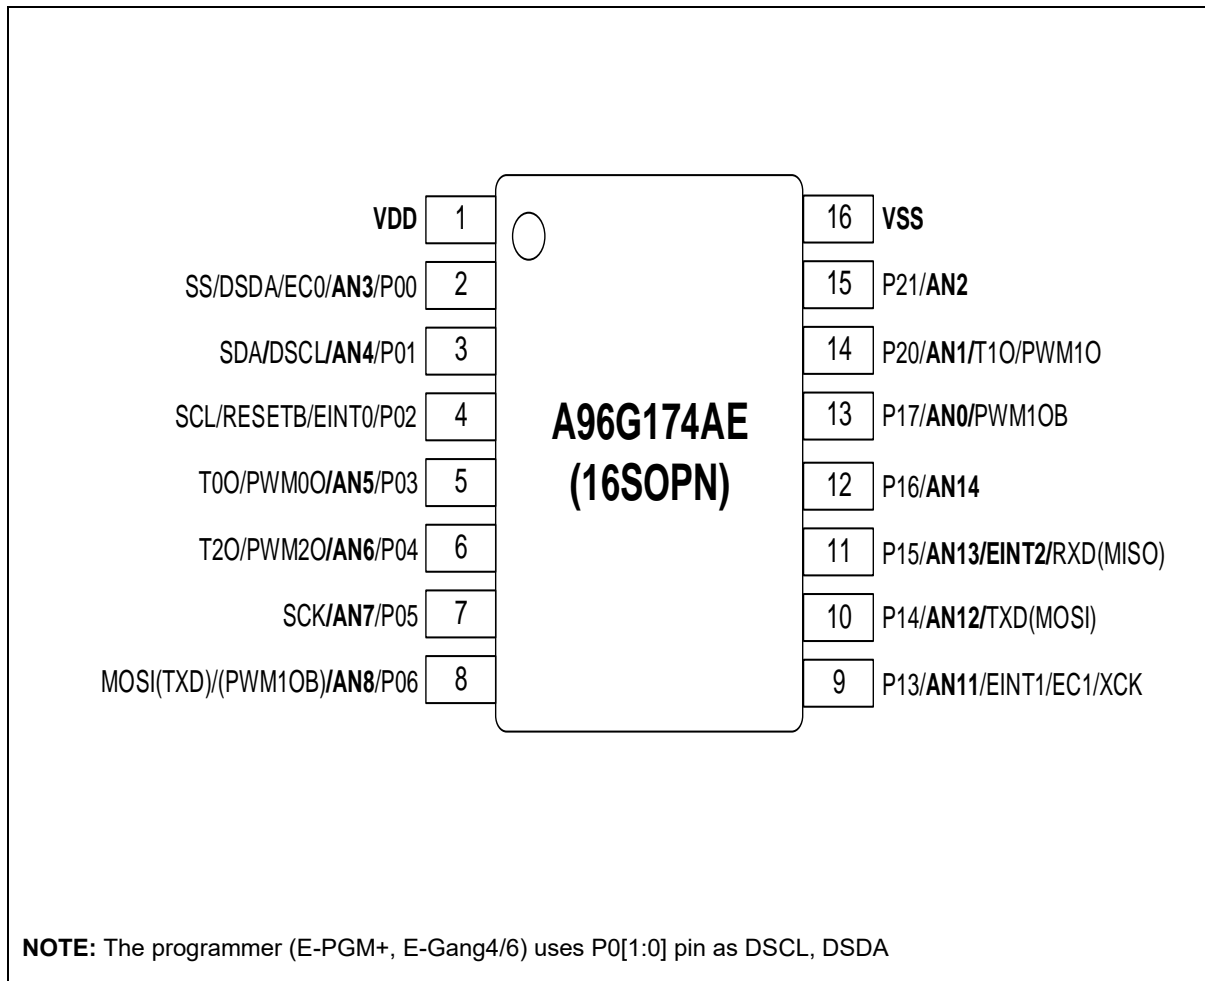 VDD 1 16 VSS
SS/DSDA/EC0/AN3/P00 2 15 P21/AN2
SDA/DSCL/AN4/P01 3 14 P20/AN1/T1O/PWM1O
SCL/RESETB/EINT0/P02 4 13 P17/AN0/PWM1OB
A96G174AE
(16SOPN)
T0O/PWM0O/AN5/P03 5 12 P16/AN14
T2O/PWM2O/AN6/P04 6 11 P15/AN13/EINT2/RXD(MISO)
SCK/AN7/P05 7 10 P14/AN12/TXD(MOSI)
MOSI(TXD)/(PWM1OB)/AN8/P06 8 9 P13/AN11/EINT1/EC1/XCK
NOTE: The programmer (E-PGM+, E-Gang4/6) uses P0[1:0] pin as DSCL, DSDA